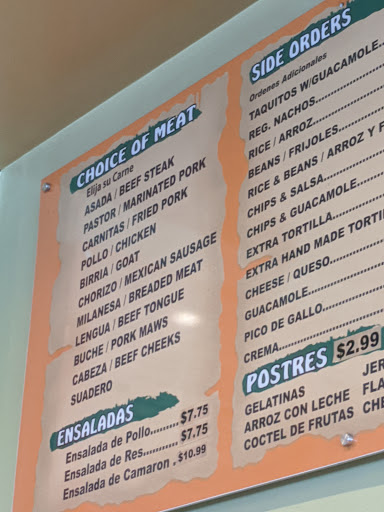 CHOICE OF MEAT
Elija su Carne
ASADA / BEEF STEAK
PASTOR / MARINATED PORK
CARNITAS / FRIED PORK
POLLO / CHICKEN
BIRRIA / GOAT
CHORIZO / MEXICAN SAUSAGE
MILANESA / BREADED MEAT
LENGUA / BEEF TONGUE
BUCHE / PORK MAWS
CABEZA / BEEF CHEEKS
SUADERO
ENSALADAS
Ensalada de Pollo......... $7.75
Ensalada de Res........... $7.75
Ensalada de Camaron . $10.99
SIDE ORDERS
Ordenes Adicionales
TAQUITOS W/GUACAMOLE..
REG. NACHOS
RICE / ARROZ
BEANS / FRIJOLES
RICE & BEANS / ARROZ Y F
CHIPS & SALSA
CHIPS & GUACAMOLE
EXTRA TORTILLA
EXTRA HAND MADE TORTI
CHEESE / QUESO
GUACAMOLE
PICO DE GALLO
CREMA
POSTRES $2.99
GELATINAS JER
ARROZ CON LECHE FLA
COCTEL DE FRUTAS CHE